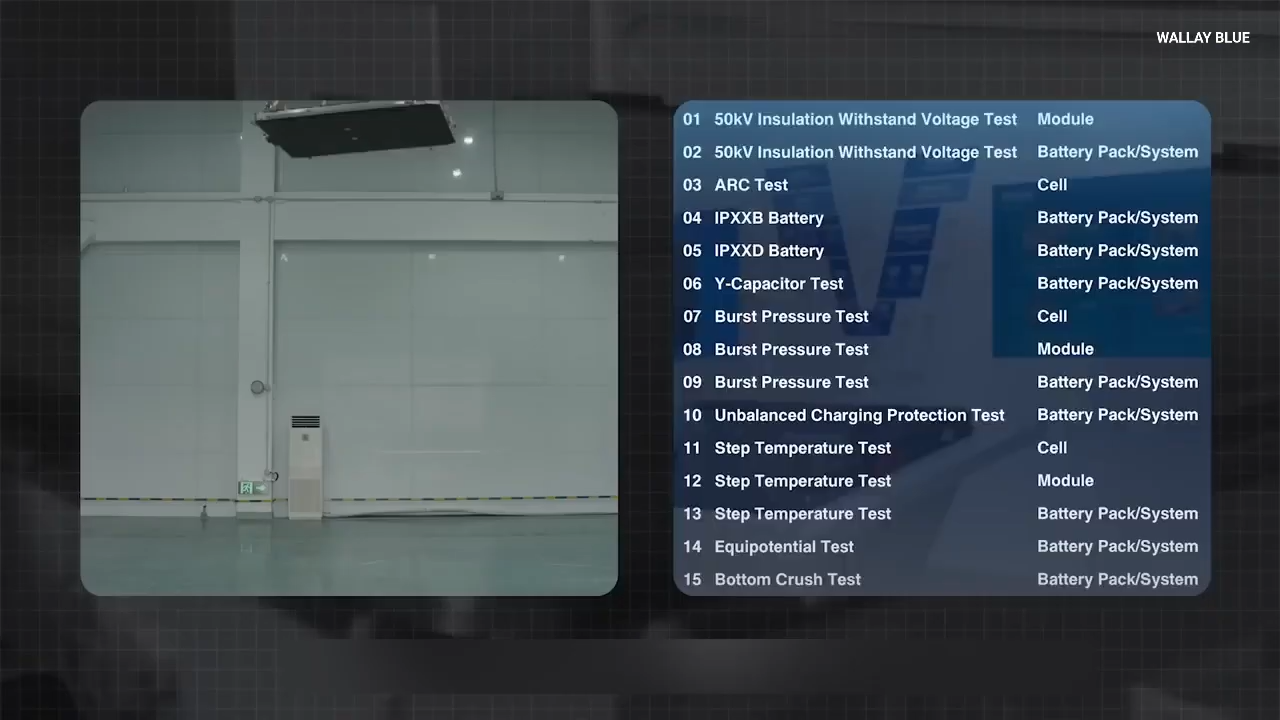 WALLAY BLUE
01 50kV Insulation Withstand Voltage Test Module
02 50kV Insulation Withstand Voltage Test Battery Pack/System
03 ARC Test Cell
04 IPXXB Battery Battery Pack/System
05 IPXXD Battery Battery Pack/System
06 Y-Capacitor Test Battery Pack/System
07 Burst Pressure Test Cell
08 Burst Pressure Test Module
09 Burst Pressure Test Battery Pack/System
10 Unbalanced Charging Protection Test Battery Pack/System
11 Step Temperature Test Cell
12 Step Temperature Test Module
13 Step Temperature Test Battery Pack/System
14 Equipotential Test Battery Pack/System
15 Bottom Crush Test Battery Pack/System